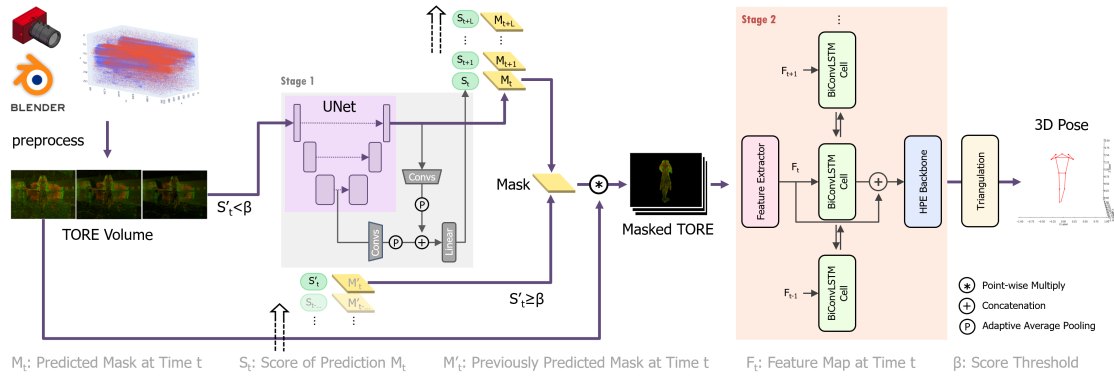 BLENDER
preprocess
TORE Volume
S't<β
Stage 1
UNet
Convs
P
Convs
P
+
Linear
St+L
Mt+L
⋮
⋮
St+1
Mt+1
St
Mt
S't
M't
⋮
⋮
S't≥β
Mask
*
Masked TORE
Stage 2
⋮
Ft+1
BiConvLSTM
Cell
Feature Extractor
Ft
BiConvLSTM
Cell
+
HPE Backbone
Ft-1
BiConvLSTM
Cell
⋮
Triangulation
3D Pose
* Point-wise Multiply
+ Concatenation
P Adaptive Average Pooling
Mt: Predicted Mask at Time t
St: Score of Prediction Mt
M't: Previously Predicted Mask at Time t
Ft: Feature Map at Time t
β: Score Threshold